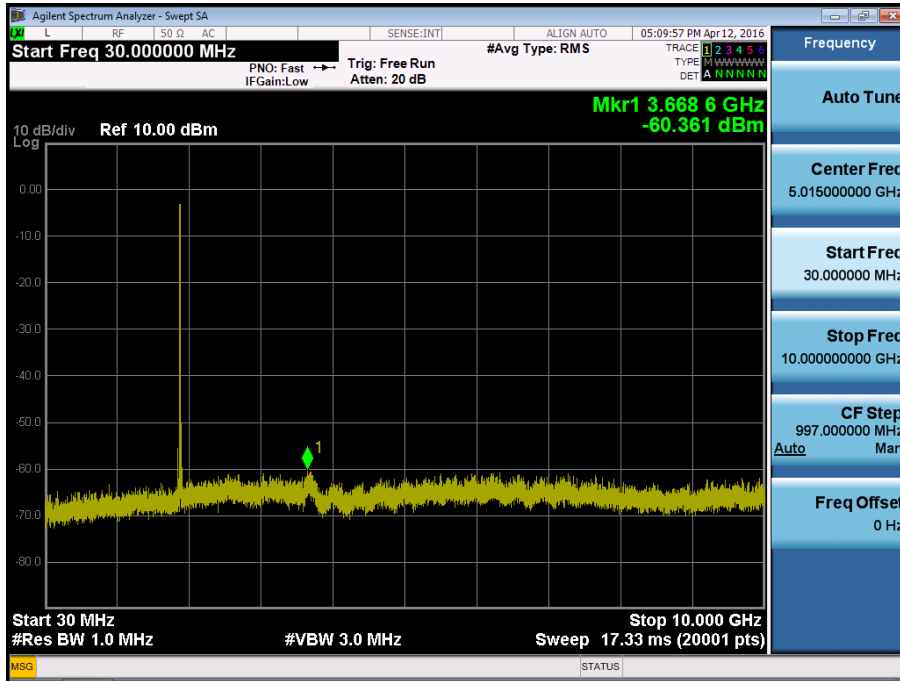 Agilent Spectrum Analyzer - Swept SA
LXI L RF 50 Ω AC SENSE:INT ALIGN AUTO 05:09:57 PM Apr 12, 2016
Start Freq 30.000000 MHz
PNO: Fast
IFGain:Low
Trig: Free Run
Atten: 20 dB
#Avg Type: RMS
TRACE 1 2 3 4 5 6
TYPE M WWWWW
DET A N N N N N
Mkr1 3.668 6 GHz
-60.361 dBm
10 dB/div Ref 10.00 dBm
Log
0.00
-10.0
-20.0
-30.0
-40.0
-50.0
-60.0
-70.0
-80.0
1
Start 30 MHz Stop 10.000 GHz
#Res BW 1.0 MHz #VBW 3.0 MHz Sweep 17.33 ms (20001 pts)
MSG STATUS
Frequency
Auto Tune
Center Freq
5.015000000 GHz
Start Freq
30.000000 MHz
Stop Freq
10.000000000 GHz
CF Step
997.000000 MHz
Auto Man
Freq Offset
0 Hz